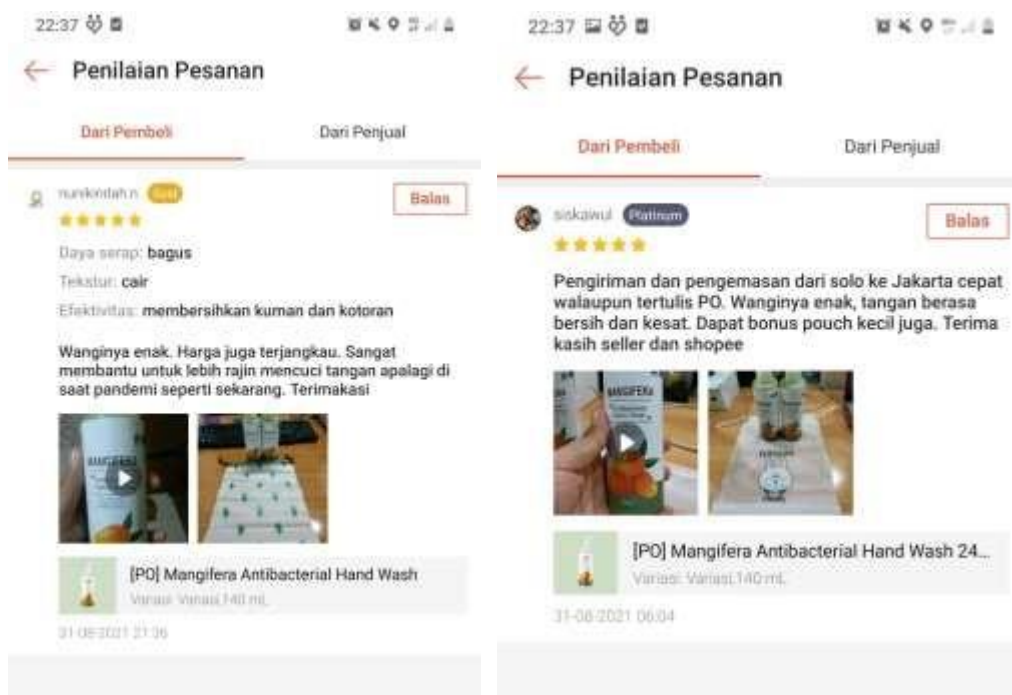 22:37
Penilaian Pesanan
Dari Pembeli
Dari Penjual
nunikindah.n
Gold
Balas
Daya serap: bagus
Tekstur: cair
Efektivitas: membersihkan kuman dan kotoran
Wanginya enak. Harga juga terjangkau. Sangat
membantu untuk lebih rajin mencuci tangan apalagi di
saat pandemi seperti sekarang. Terimakasi
MANGIFERA
[PO] Mangifera Antibacterial Hand Wash
Variasi: Variasi,140 mL
31-08-2021 21:36
22:37
Penilaian Pesanan
Dari Pembeli
Dari Penjual
siskawul
Platinum
Balas
Pengiriman dan pengemasan dari solo ke Jakarta cepat
walaupun tertulis PO. Wanginya enak, tangan berasa
bersih dan kesat. Dapat bonus pouch kecil juga. Terima
kasih seller dan shopee
MANGIFERA
[PO] Mangifera Antibacterial Hand Wash 24...
Variasi: Variasi,140 mL
31-08-2021 06:04